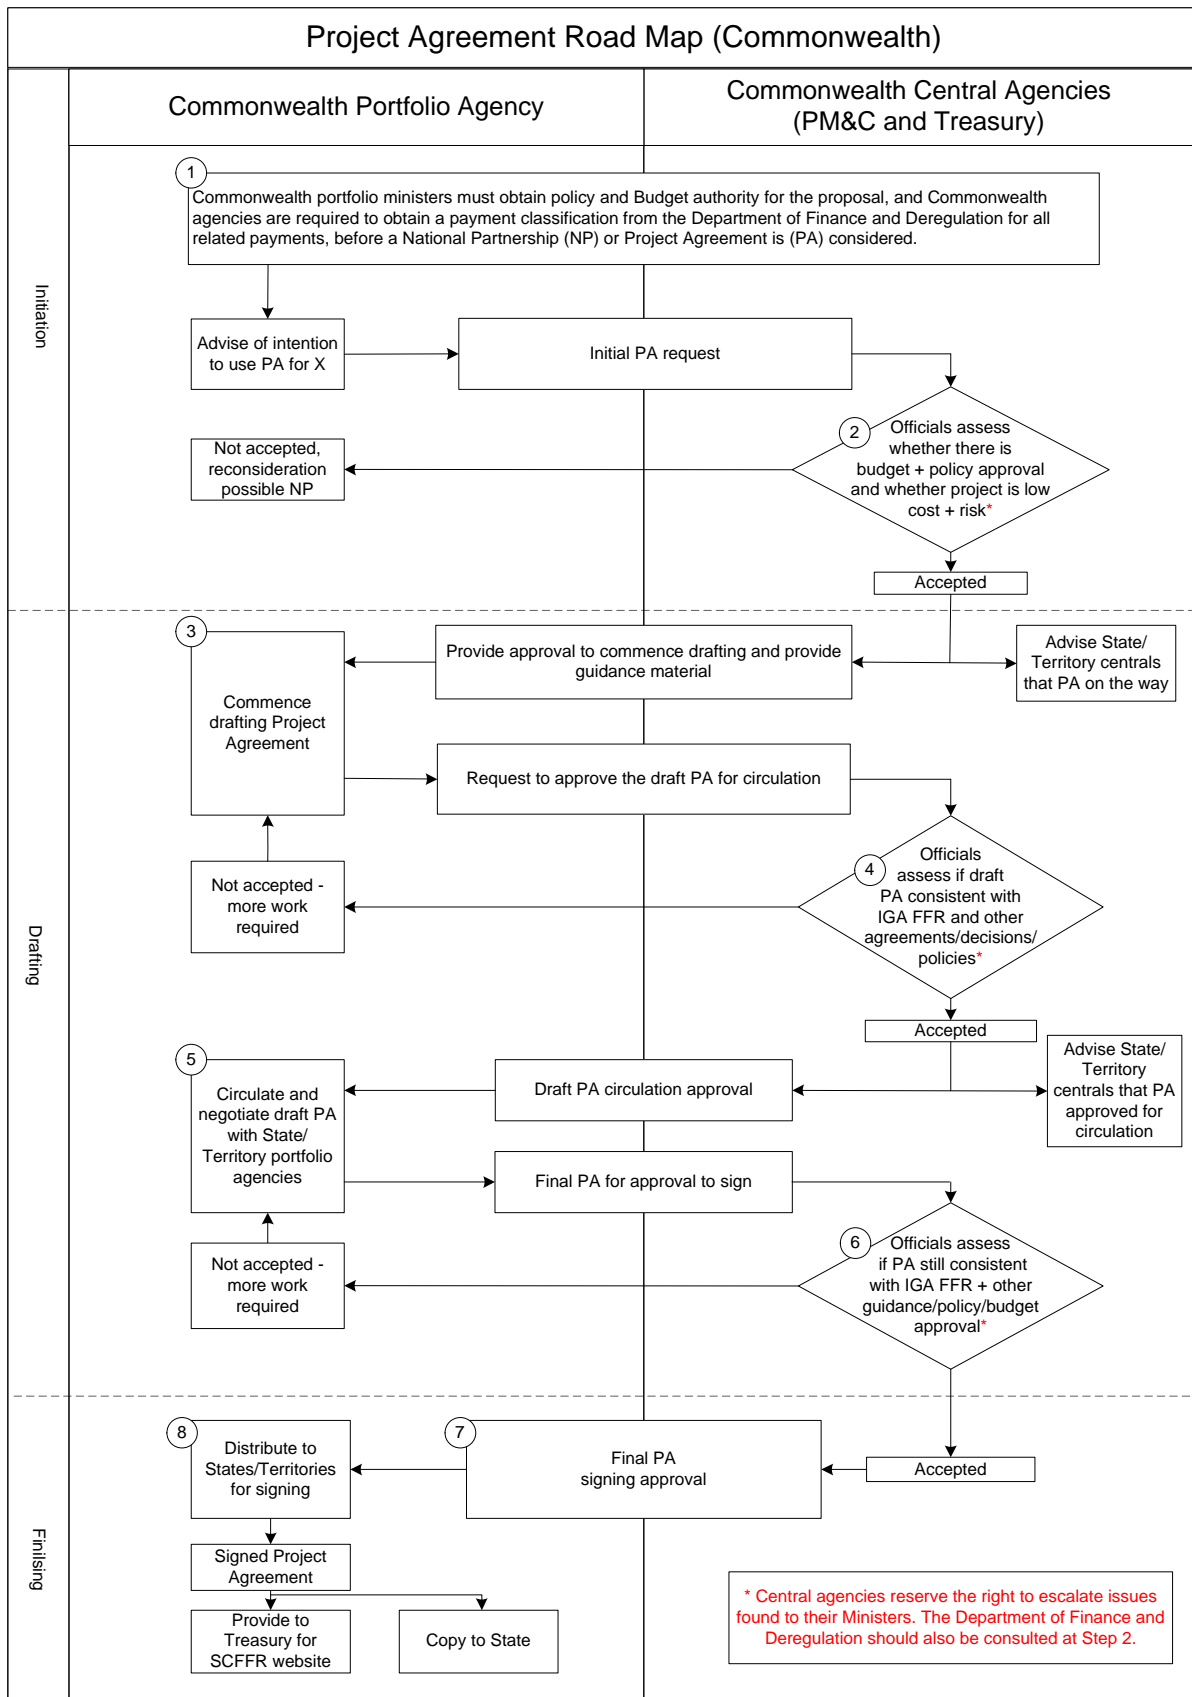 Project Agreement Road Map (Commonwealth)
Commonwealth Portfolio Agency
Commonwealth Central Agencies
(PM&C and Treasury)
Initiation
1
Commonwealth portfolio ministers must obtain policy and Budget authority for the proposal, and Commonwealth
agencies are required to obtain a payment classification from the Department of Finance and Deregulation for all
related payments, before a National Partnership (NP) or Project Agreement is (PA) considered.
Advise of intention
to use PA for X
Initial PA request
2
Officials assess
whether there is
budget + policy approval
and whether project is low
cost + risk*
Not accepted,
reconsideration
possible NP
Accepted
Drafting
3
Commence
drafting Project
Agreement
Provide approval to commence drafting and provide
guidance material
Advise State/
Territory centrals
that PA on the way
Request to approve the draft PA for circulation
4
Officials
assess if draft
PA consistent with
IGA FFR and other
agreements/decisions/
policies*
Not accepted -
more work
required
Accepted
5
Circulate and
negotiate draft PA
with State/
Territory portfolio
agencies
Draft PA circulation approval
Advise State/
Territory
centrals that PA
approved for
circulation
Final PA for approval to sign
6
Officials assess
if PA still consistent
with IGA FFR + other
guidance/policy/budget
approval*
Not accepted -
more work
required
Finilsing
8
Distribute to
States/Territories
for signing
7
Final PA
signing approval
Accepted
Signed Project
Agreement
Provide to
Treasury for
SCFFR website
Copy to State
* Central agencies reserve the right to escalate issues
found to their Ministers. The Department of Finance and
Deregulation should also be consulted at Step 2.